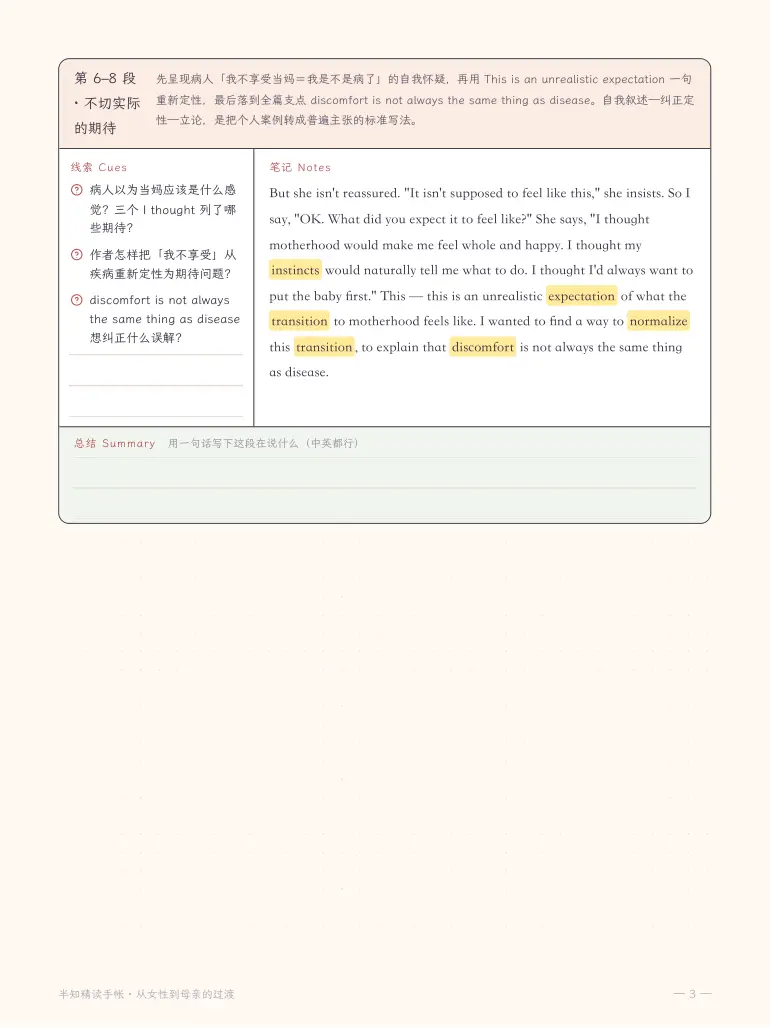 第 6–8 段
· 不切实际
的期待
先呈现病人「我不享受当妈＝我是不是病了」的自我怀疑，再用 This is an unrealistic expectation 一句
重新定性，最后落到全篇支点 discomfort is not always the same thing as disease。自我叙述—纠正定
性—立论，是把个人案例转成普遍主张的标准写法。
线索 Cues
病人以为当妈应该是什么感
觉？三个 I thought 列了哪
些期待？
作者怎样把「我不享受」从
疾病重新定性为期待问题？
discomfort is not always
the same thing as disease
想纠正什么误解？
笔记 Notes
But she isn't reassured. "It isn't supposed to feel like this," she insists. So I
say, "OK. What did you expect it to feel like?" She says, "I thought
motherhood would make me feel whole and happy. I thought my
instincts would naturally tell me what to do. I thought I'd always want to
put the baby first." This — this is an unrealistic expectation of what the
transition to motherhood feels like. I wanted to find a way to normalize
this transition, to explain that discomfort is not always the same thing
as disease.
总结 Summary 用一句话写下这段在说什么（中英都行）
半知精读手帐 · 从女性到母亲的过渡
— 3 —